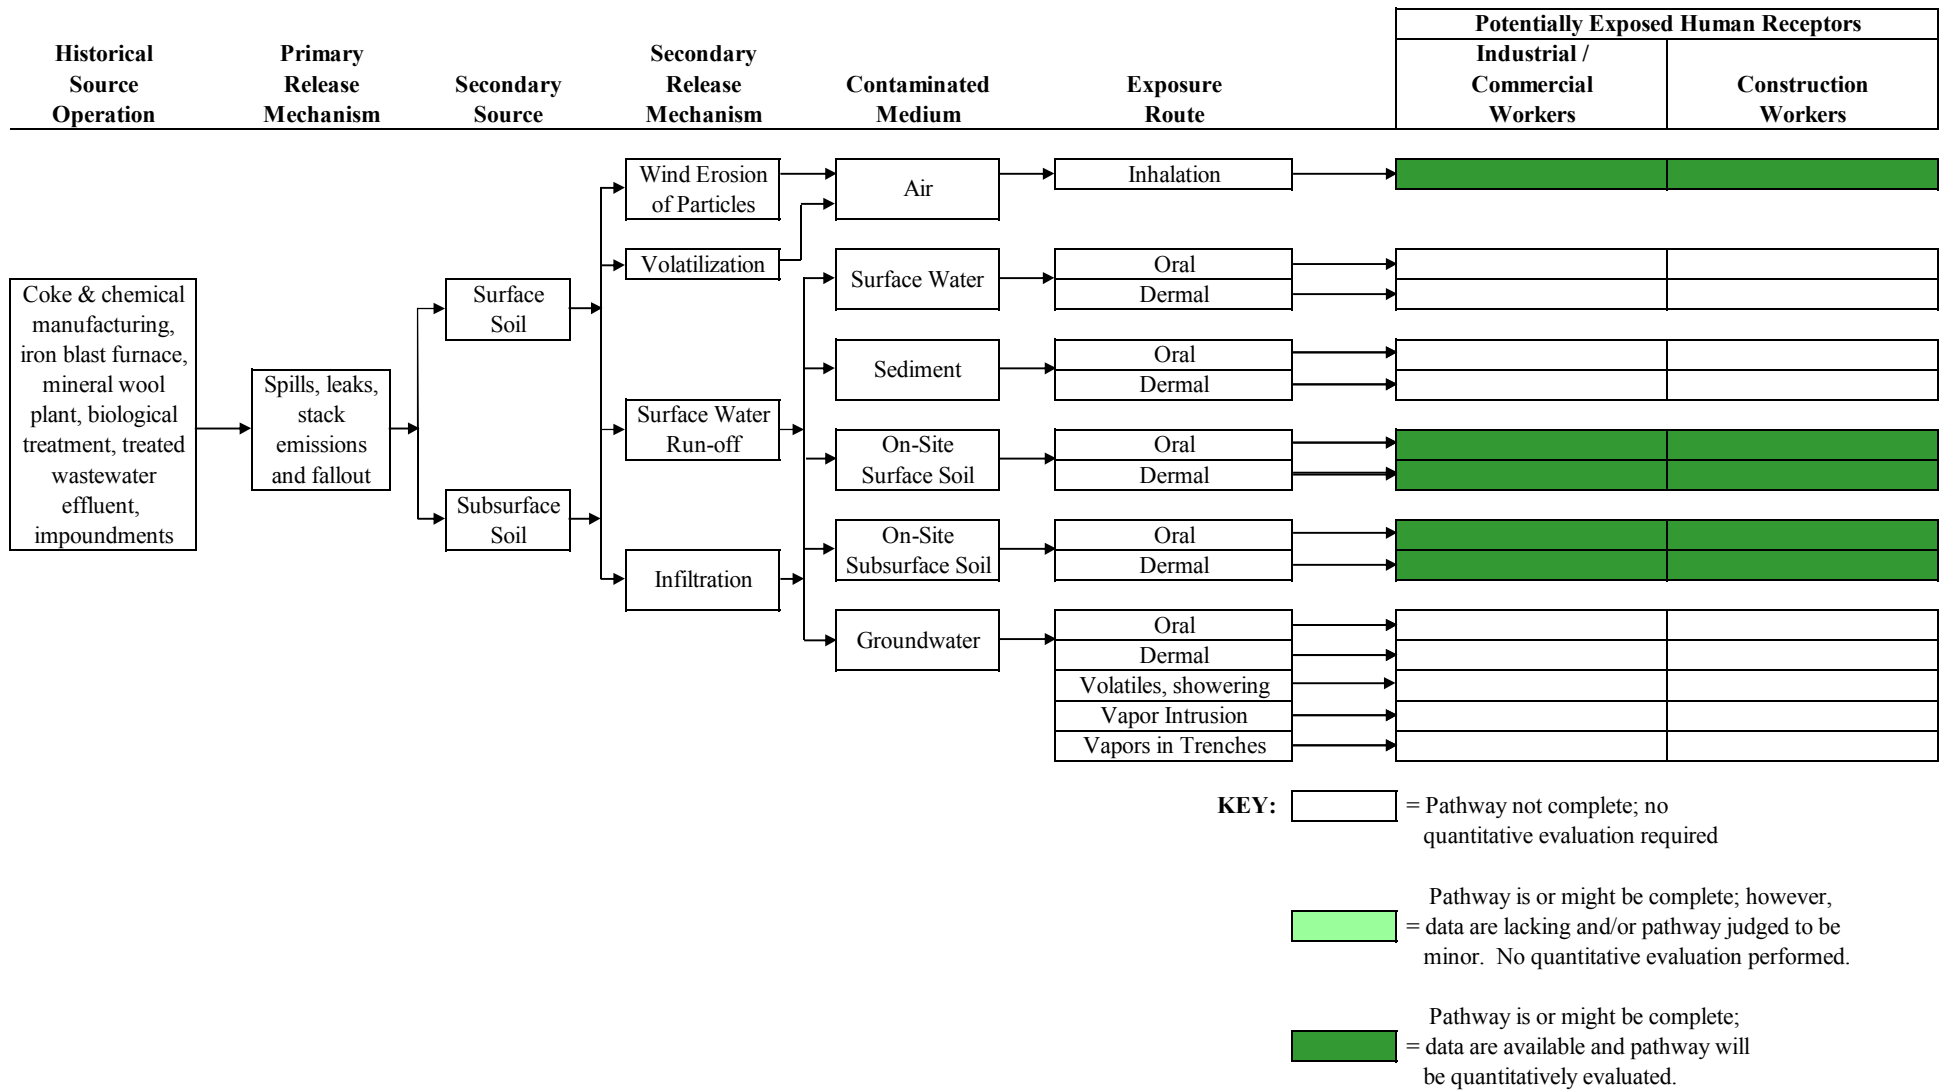 Potentially Exposed Human Receptors
Historical
Source
Operation
Primary
Release
Mechanism
Secondary
Source
Secondary
Release
Mechanism
Contaminated
Medium
Exposure
Route
Industrial /
Commercial
Workers
Construction
Workers
Coke & chemical
manufacturing,
iron blast furnace,
mineral wool
plant, biological
treatment, treated
wastewater
effluent,
impoundments
Spills, leaks,
stack
emissions
and fallout
Surface
Soil
Subsurface
Soil
Wind Erosion
of Particles
Volatilization
Surface Water
Run-off
Infiltration
Air
Surface Water
Sediment
On-Site
Surface Soil
On-Site
Subsurface Soil
Groundwater
Inhalation
Oral
Dermal
Oral
Dermal
Oral
Dermal
Oral
Dermal
Oral
Dermal
Volatiles, showering
Vapor Intrusion
Vapors in Trenches
KEY:
= Pathway not complete; no
quantitative evaluation required
Pathway is or might be complete; however,
= data are lacking and/or pathway judged to be
minor. No quantitative evaluation performed.
Pathway is or might be complete;
= data are available and pathway will
be quantitatively evaluated.